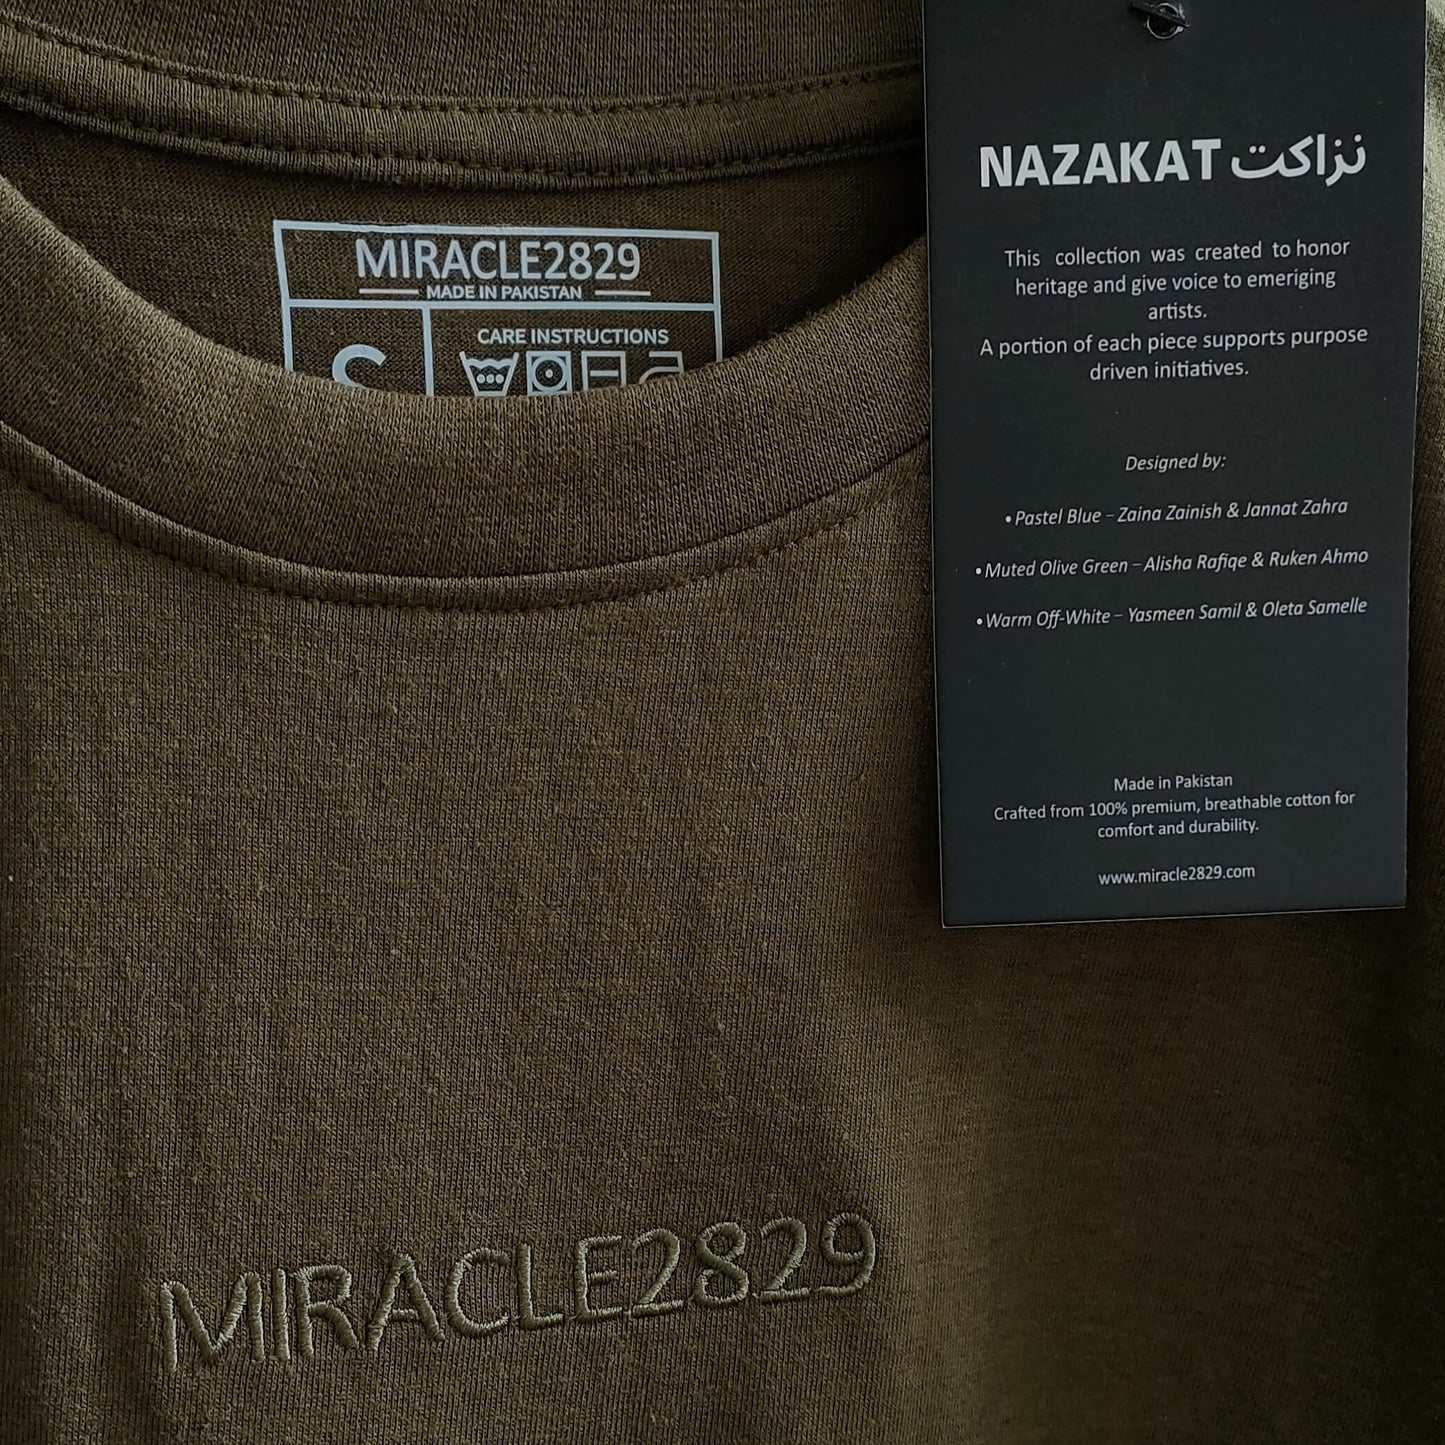 MIRACLE2829
MADE IN PAKISTAN
S
CARE INSTRUCTIONS
NAZAKAT نزاکت
This collection was created to honor
heritage and give voice to emeriging
artists.
A portion of each piece supports purpose
driven initiatives.
Designed by:
• Pastel Blue – Zaina Zainish & Jannat Zahra
• Muted Olive Green – Alisha Rafiqe & Ruken Ahmo
• Warm Off-White – Yasmeen Samil & Oleta Samelle
Made in Pakistan
Crafted from 100% premium, breathable cotton for
comfort and durability.
www.miracle2829.com
MIRACLE2829